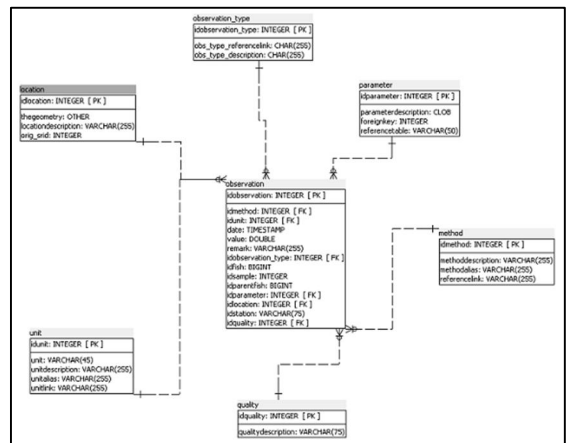 observation_type
idobservation_type: INTEGER [ PK ]
obs_type_referencelink: CHAR(255)
obs_type_description: CHAR(255)
location
idlocation: INTEGER [ PK ]
thegeometry: OTHER
locationdescription: VARCHAR(255)
orig_srid: INTEGER
parameter
idparameter: INTEGER [ PK ]
parameterdescription: CLOB
foreignkey: INTEGER
referencetable: VARCHAR(50)
observation
idobservation: INTEGER [ PK ]
idmethod: INTEGER [ FK ]
idunit: INTEGER [ FK ]
date: TIMESTAMP
value: DOUBLE
remark: VARCHAR(255)
idobservation_type: INTEGER [ FK ]
idfish: BIGINT
idsample: INTEGER
idparentfish: BIGINT
idparameter: INTEGER [ FK ]
idlocation: INTEGER [ FK ]
idstation: VARCHAR(75)
idquality: INTEGER [ FK ]
method
idmethod: INTEGER [ PK ]
methoddescription: VARCHAR(255)
methodalias: VARCHAR(255)
referencelink: VARCHAR(255)
unit
idunit: INTEGER [ PK ]
unit: VARCHAR(45)
unitdescription: VARCHAR(255)
unitalias: VARCHAR(255)
unitlink: VARCHAR(255)
quality
idquality: INTEGER [ PK ]
qualitydescription: VARCHAR(75)